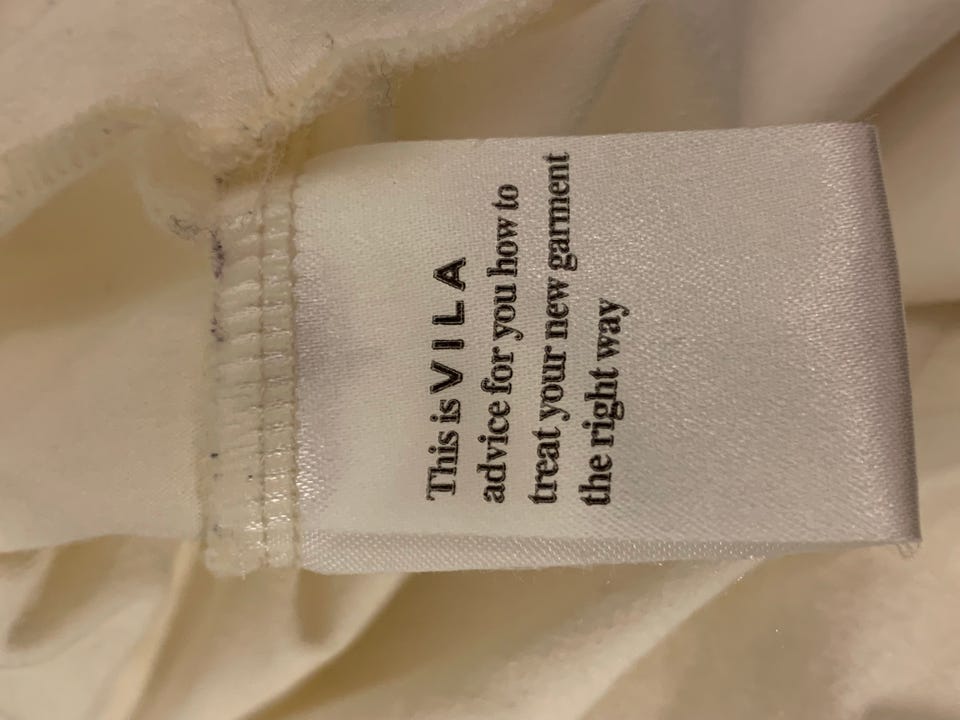 This is VILA
advice for you how to
treat your new garment
the right way